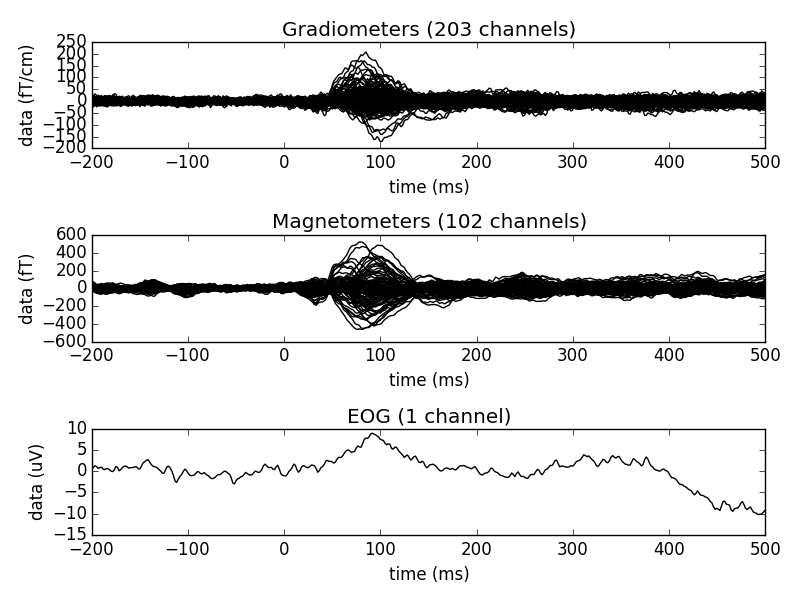 Gradiometers (203 channels)
data (fT/cm)
250
200
150
100
50
0
−50
−100
−150
−200
−200 −100 0 100 200 300 400 500
time (ms)
Magnetometers (102 channels)
data (fT)
600
400
200
0
−200
−400
−600
−200 −100 0 100 200 300 400 500
time (ms)
EOG (1 channel)
data (uV)
10
5
0
−5
−10
−15
−200 −100 0 100 200 300 400 500
time (ms)